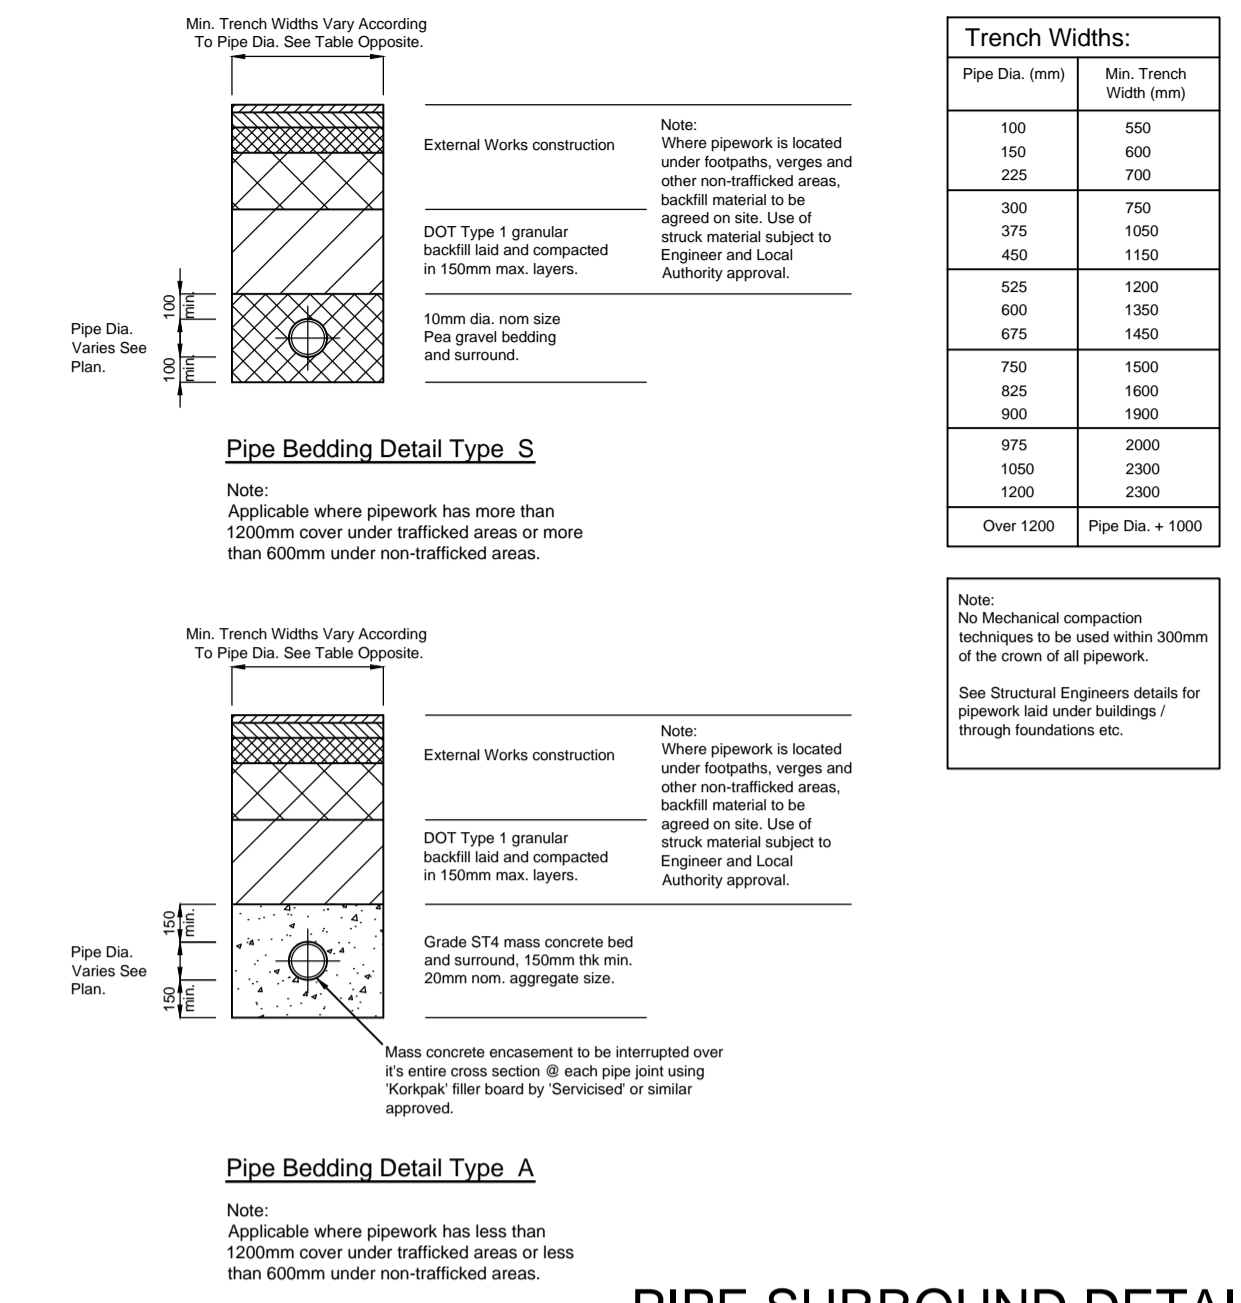 Min. Trench Widths Vary According
To Pipe Dia. See Table Opposite.
External Works construction
Note:
Where pipework is located
under footpaths, verges and
other non-trafficked areas,
backfill material to be
agreed on site. Use of
struck material subject to
Engineer and Local
Authority approval.
DOT Type 1 granular
backfill laid and compacted
in 150mm max. layers.
100
min.
Pipe Dia.
Varies See
Plan.
100
min.
10mm dia. nom size
Pea gravel bedding
and surround.
Pipe Bedding Detail Type S
Note:
Applicable where pipework has more than
1200mm cover under trafficked areas or more
than 600mm under non-trafficked areas.
Trench Widths:
Pipe Dia. (mm) Min. Trench
Width (mm)
100 550
150 600
225 700
300 750
375 1050
450 1150
525 1200
600 1350
675 1450
750 1500
825 1600
900 1900
975 2000
1050 2300
1200 2300
Over 1200 Pipe Dia. + 1000
Note:
No Mechanical compaction
techniques to be used within 300mm
of the crown of all pipework.
See Structural Engineers details for
pipework laid under buildings /
through foundations etc.
Min. Trench Widths Vary According
To Pipe Dia. See Table Opposite.
External Works construction
Note:
Where pipework is located
under footpaths, verges and
other non-trafficked areas,
backfill material to be
agreed on site. Use of
struck material subject to
Engineer and Local
Authority approval.
DOT Type 1 granular
backfill laid and compacted
in 150mm max. layers.
150
min.
Pipe Dia.
Varies See
Plan.
150
min.
Grade ST4 mass concrete bed
and surround, 150mm thk min.
20mm nom. aggregate size.
Mass concrete encasement to be interrupted over
it's entire cross section @ each pipe joint using
'Korkpak' filler board by 'Servicised' or similar
approved.
Pipe Bedding Detail Type A
Note:
Applicable where pipework has less than
1200mm cover under trafficked areas or less
than 600mm under non-trafficked areas.
PIPE SURROUND DETAI